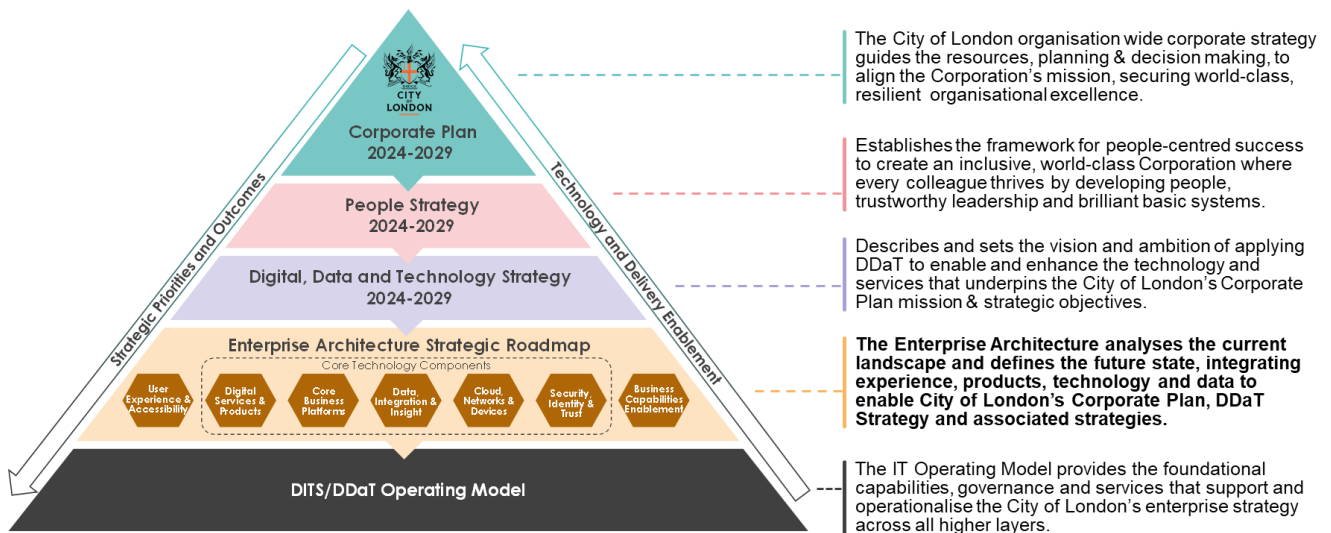 CITY
OF
LONDON
Corporate Plan
2024-2029
People Strategy
2024-2029
Digital, Data and Technology Strategy
2024-2029
Enterprise Architecture Strategic Roadmap
Core Technology Components
User
Experience &
Accessibility
Digital
Services &
Products
Core
Business
Platforms
Data,
Integration &
Insight
Cloud,
Networks &
Devices
Security,
Identity &
Trust
Business
Capabilities
Enablement
DITS/DDaT Operating Model
Strategic Priorities and Outcomes
Technology and Delivery Enablement
The City of London organisation wide corporate strategy
guides the resources, planning & decision making, to
align the Corporation's mission, securing world-class,
resilient organisational excellence.
Establishes the framework for people-centred success
to create an inclusive, world-class Corporation where
every colleague thrives by developing people,
trustworthy leadership and brilliant basic systems.
Describes and sets the vision and ambition of applying
DDaT to enable and enhance the technology and
services that underpins the City of London's Corporate
Plan mission & strategic objectives.
The Enterprise Architecture analyses the current
landscape and defines the future state, integrating
experience, products, technology and data to
enable City of London's Corporate Plan, DDaT
Strategy and associated strategies.
The IT Operating Model provides the foundational
capabilities, governance and services that support and
operationalise the City of London's enterprise strategy
across all higher layers.